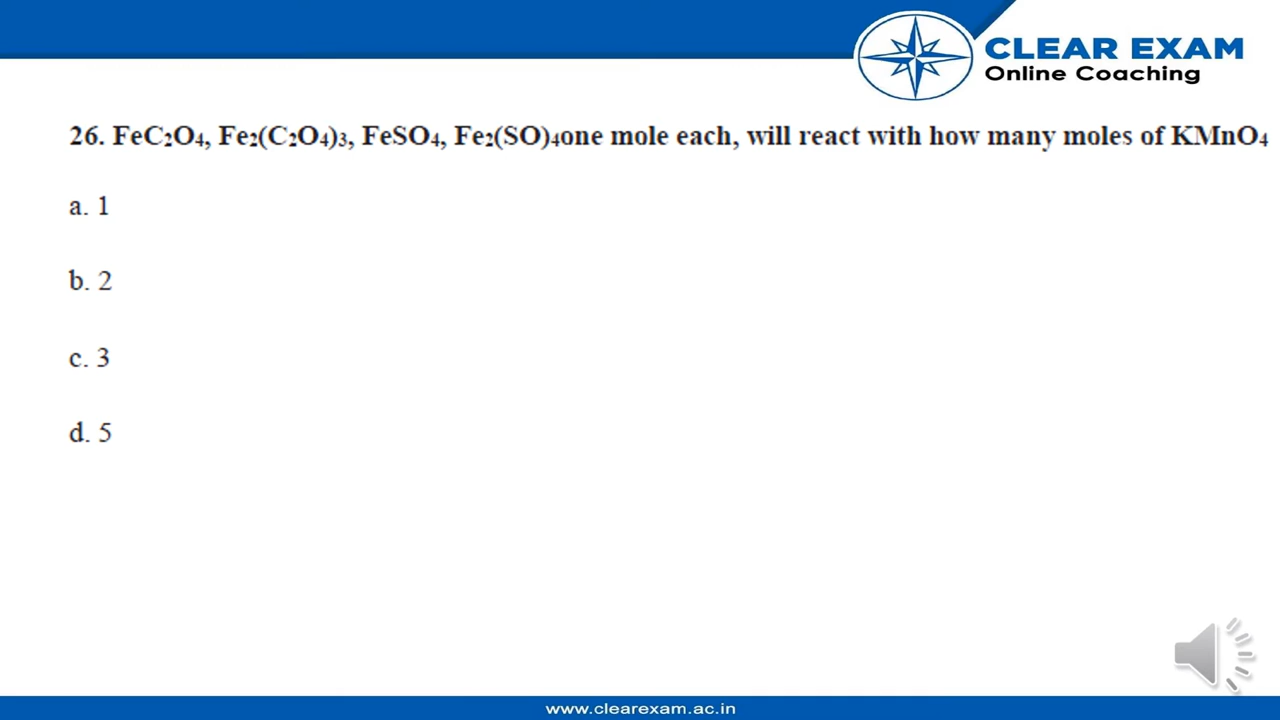 CLEAR EXAM
Online Coaching
26. FeC₂O₄, Fe₂(C₂O₄)₃, FeSO₄, Fe₂(SO)₄one mole each, will react with how many moles of KMnO₄
a. 1
b. 2
c. 3
d. 5
www.clearexam.ac.in